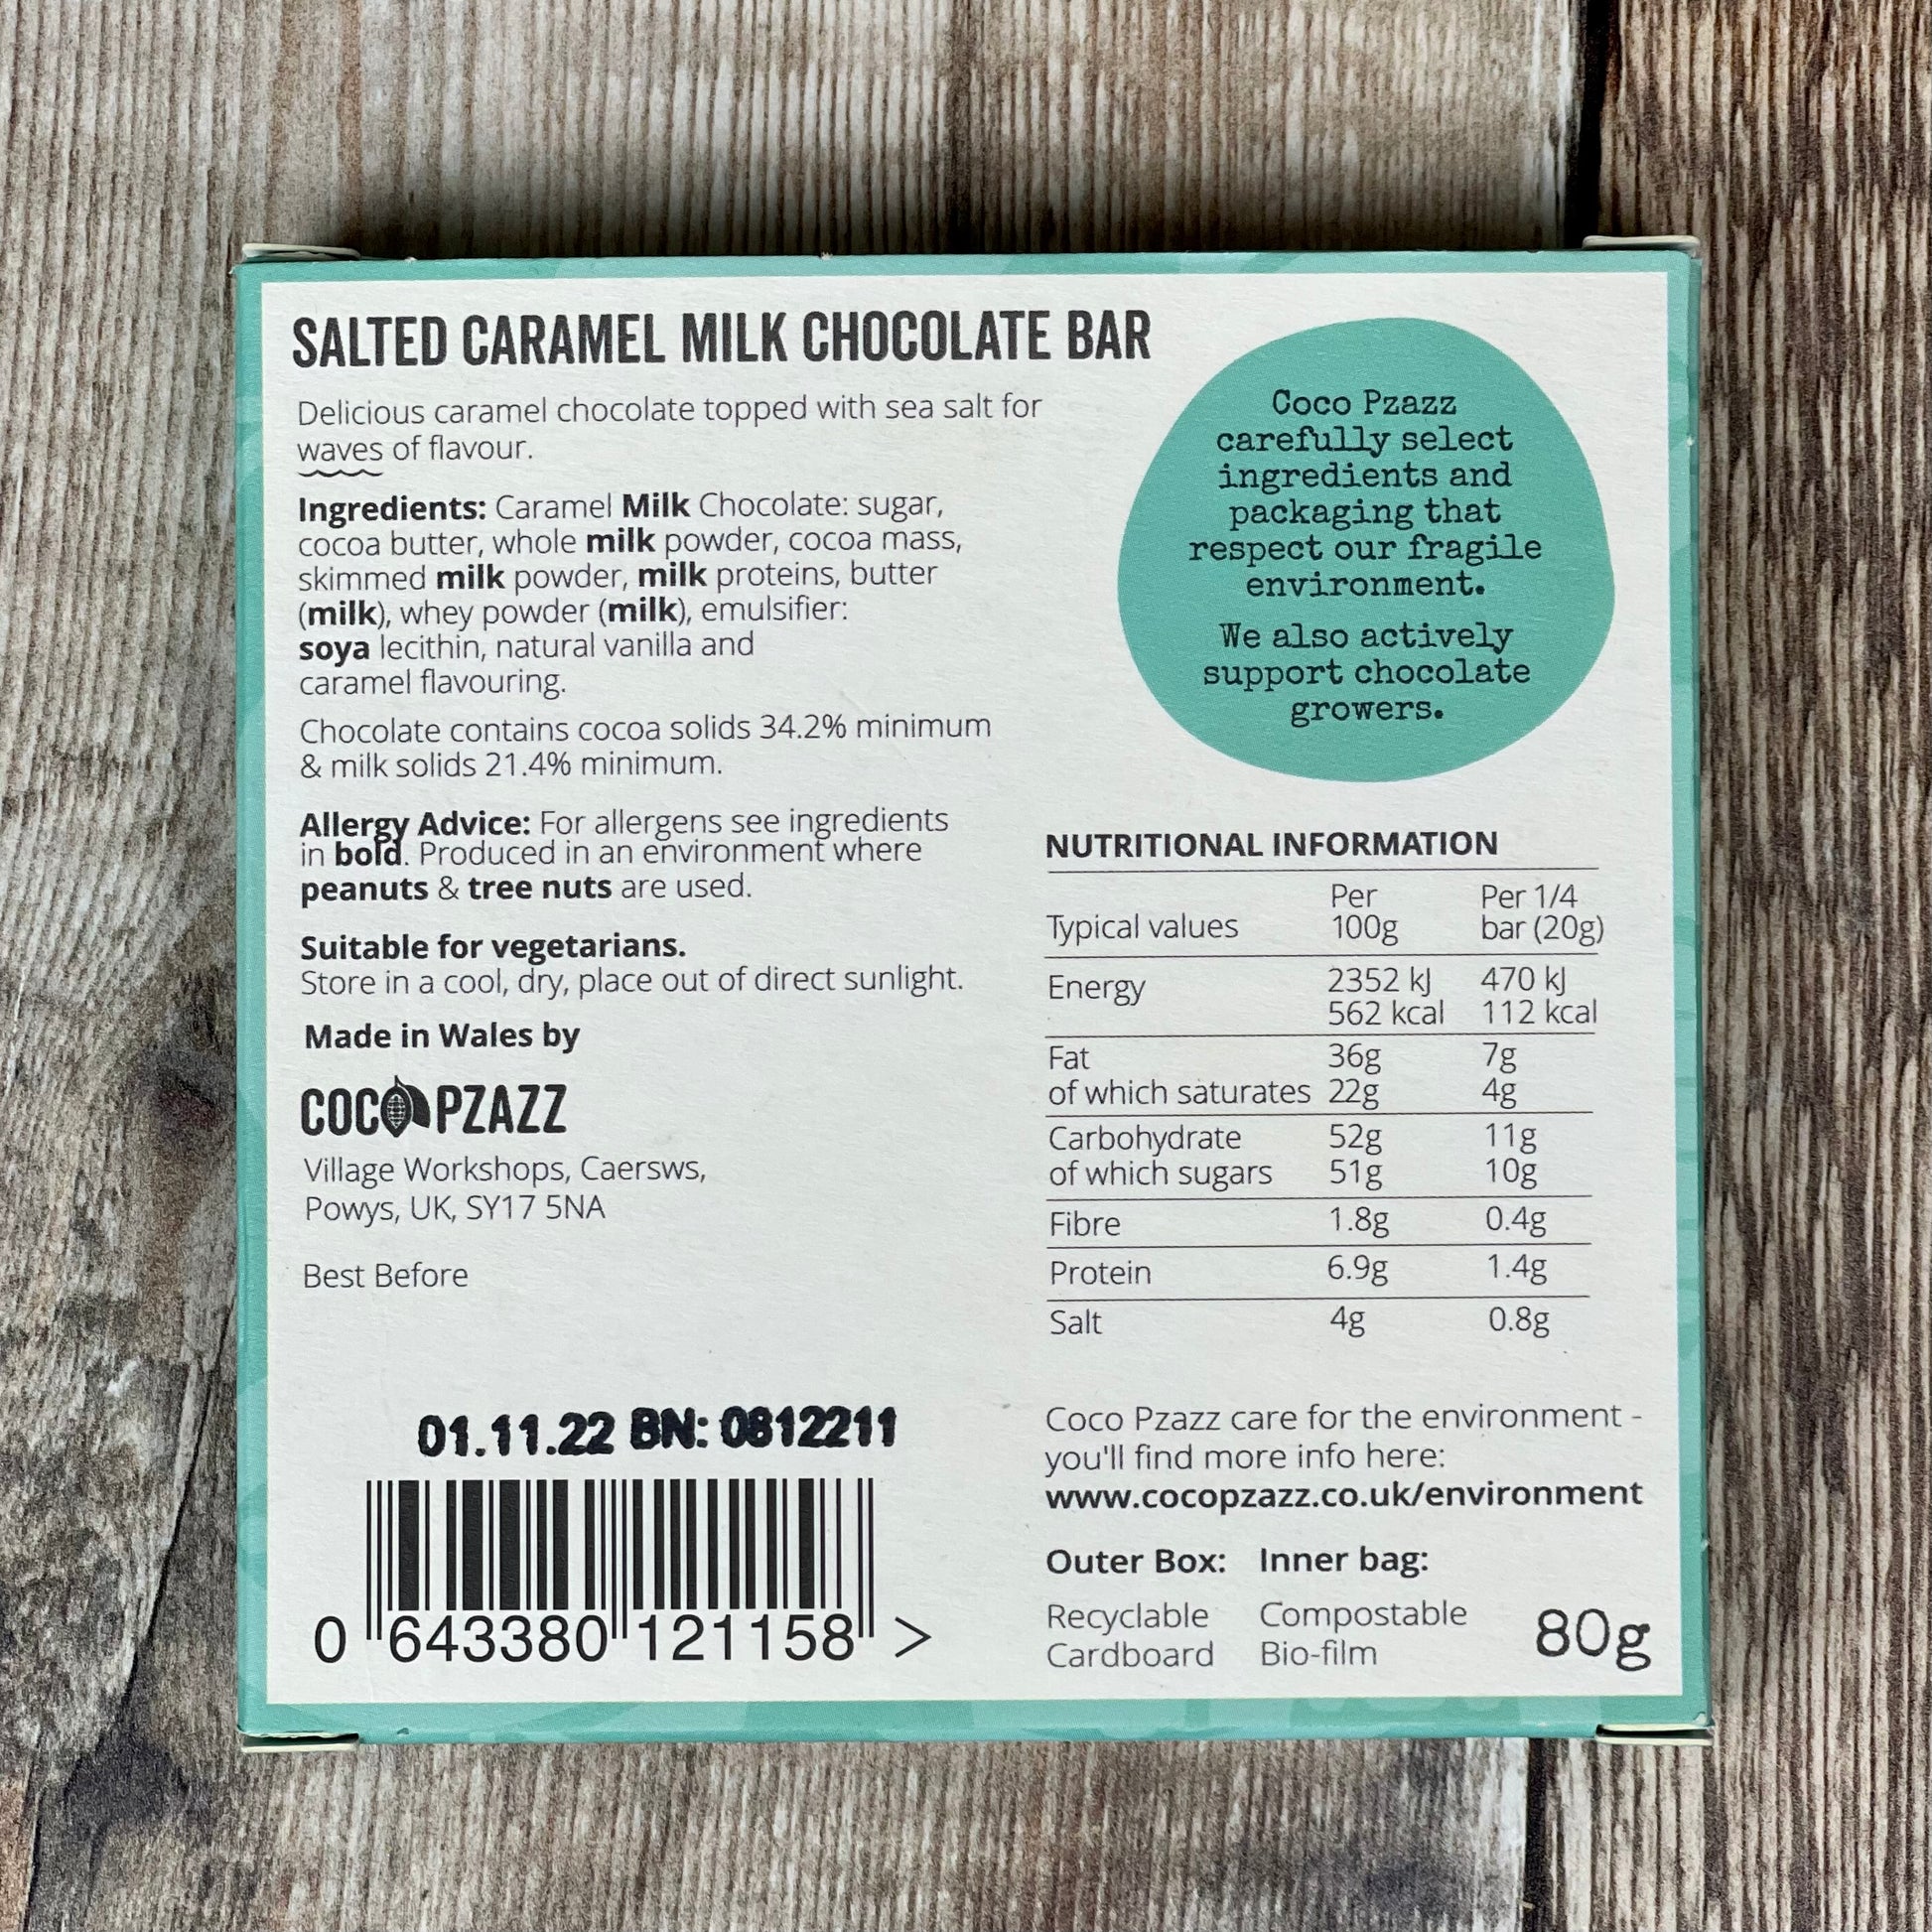 SALTED CARAMEL MILK CHOCOLATE BAR
Delicious caramel chocolate topped with sea salt for
waves of flavour.
Ingredients: Caramel Milk Chocolate: sugar,
cocoa butter, whole milk powder, cocoa mass,
skimmed milk powder, milk proteins, butter
(milk), whey powder (milk), emulsifier:
soya lecithin, natural vanilla and
caramel flavouring.
Chocolate contains cocoa solids 34.2% minimum
& milk solids 21.4% minimum.
Allergy Advice: For allergens see ingredients
in bold. Produced in an environment where
peanuts & tree nuts are used.
Suitable for vegetarians.
Store in a cool, dry, place out of direct sunlight.
Made in Wales by
COCO PZAZZ
Village Workshops, Caersws,
Powys, UK, SY17 5NA
Best Before
01.11.22 BN: 0812211
0 643380 121158 >
Coco Pzazz
carefully select
ingredients and
packaging that
respect our fragile
environment.
We also actively
support chocolate
growers.
NUTRITIONAL INFORMATION
Typical values Per 100g Per 1/4 bar (20g)
Energy 2352 kJ 470 kJ
562 kcal 112 kcal
Fat 36g 7g
of which saturates 22g 4g
Carbohydrate 52g 11g
of which sugars 51g 10g
Fibre 1.8g 0.4g
Protein 6.9g 1.4g
Salt 4g 0.8g
Coco Pzazz care for the environment -
you'll find more info here:
www.cocopzazz.co.uk/environment
Outer Box: Inner bag:
Recyclable Compostable
Cardboard Bio-film
80g